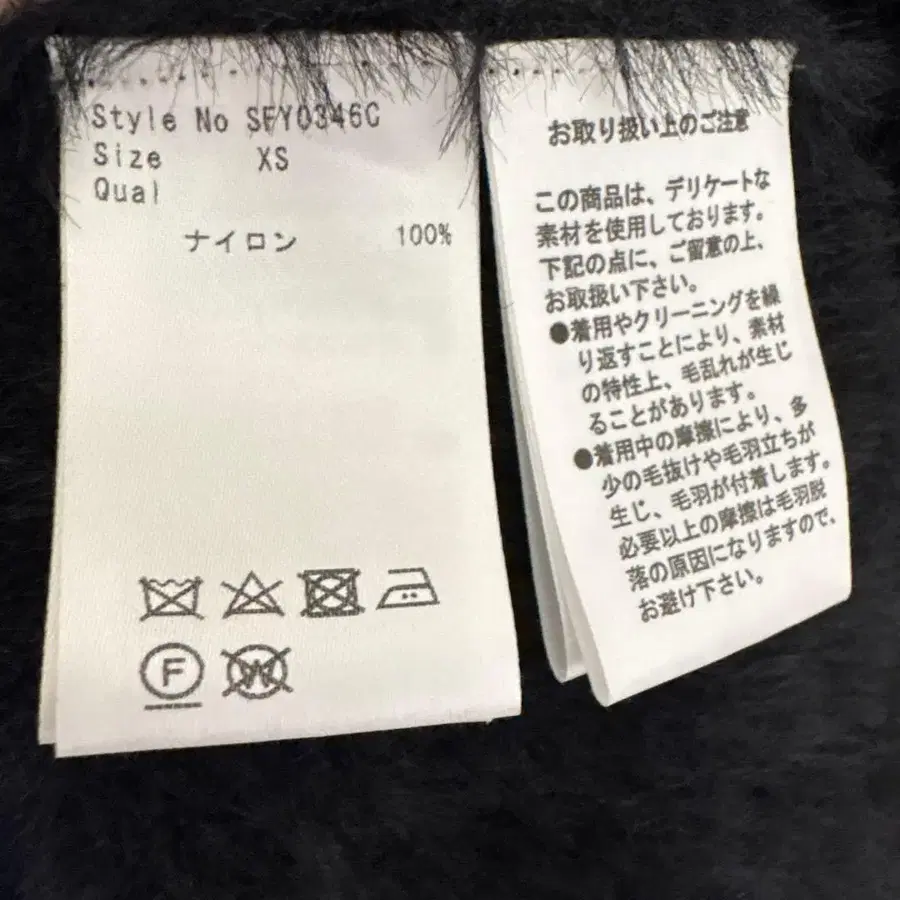 Style No SFY0346C
Size XS
Qual
ナイロン 100%
F
W
お取り扱い上のご注意
この商品は、デリケートな
素材を使用しております。
下記の点に、ご留意の上、
お取扱い下さい。
●着用やクリーニングを繰
り返すことにより、素材
の特性上、毛乱れが生じ
ることがあります。
●着用中の摩擦により、多
少の毛抜けや毛羽立ちが
生じ、毛羽が付着します。
必要以上の摩擦は毛羽脱
落の原因になりますので、
お避け下さい。